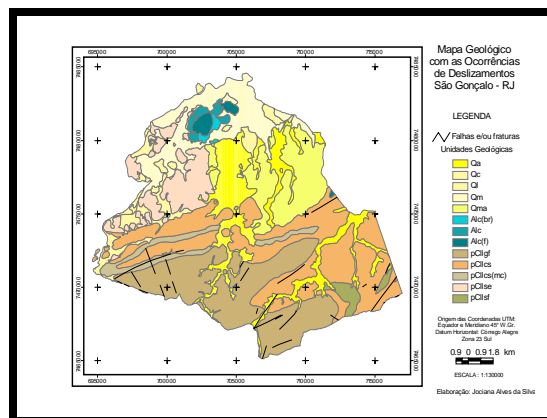 Mapa Geológico
com as Ocorrências
de Deslizamentos
São Gonçalo - RJ
LEGENDA
Falhas e/ou fraturas
Unidades Geológicas
Qa
Qc
Ql
Qm
Qma
Alc(br)
Alc
Alc(f)
pCIIgf
pCIIcs
pCIIcs(mc)
pCIIse
pCIIsf
Origem das Coordenadas UTM:
Equador e Meridiano 45° W.Gr.
Datum Horizontal: Córrego Alegre
Zona 23 Sul
0.9 0 0.9 1.8 km
ESCALA : 1:130000
Elaboração: Jociana Alves da Silva
695000 700000 705000 710000 715000